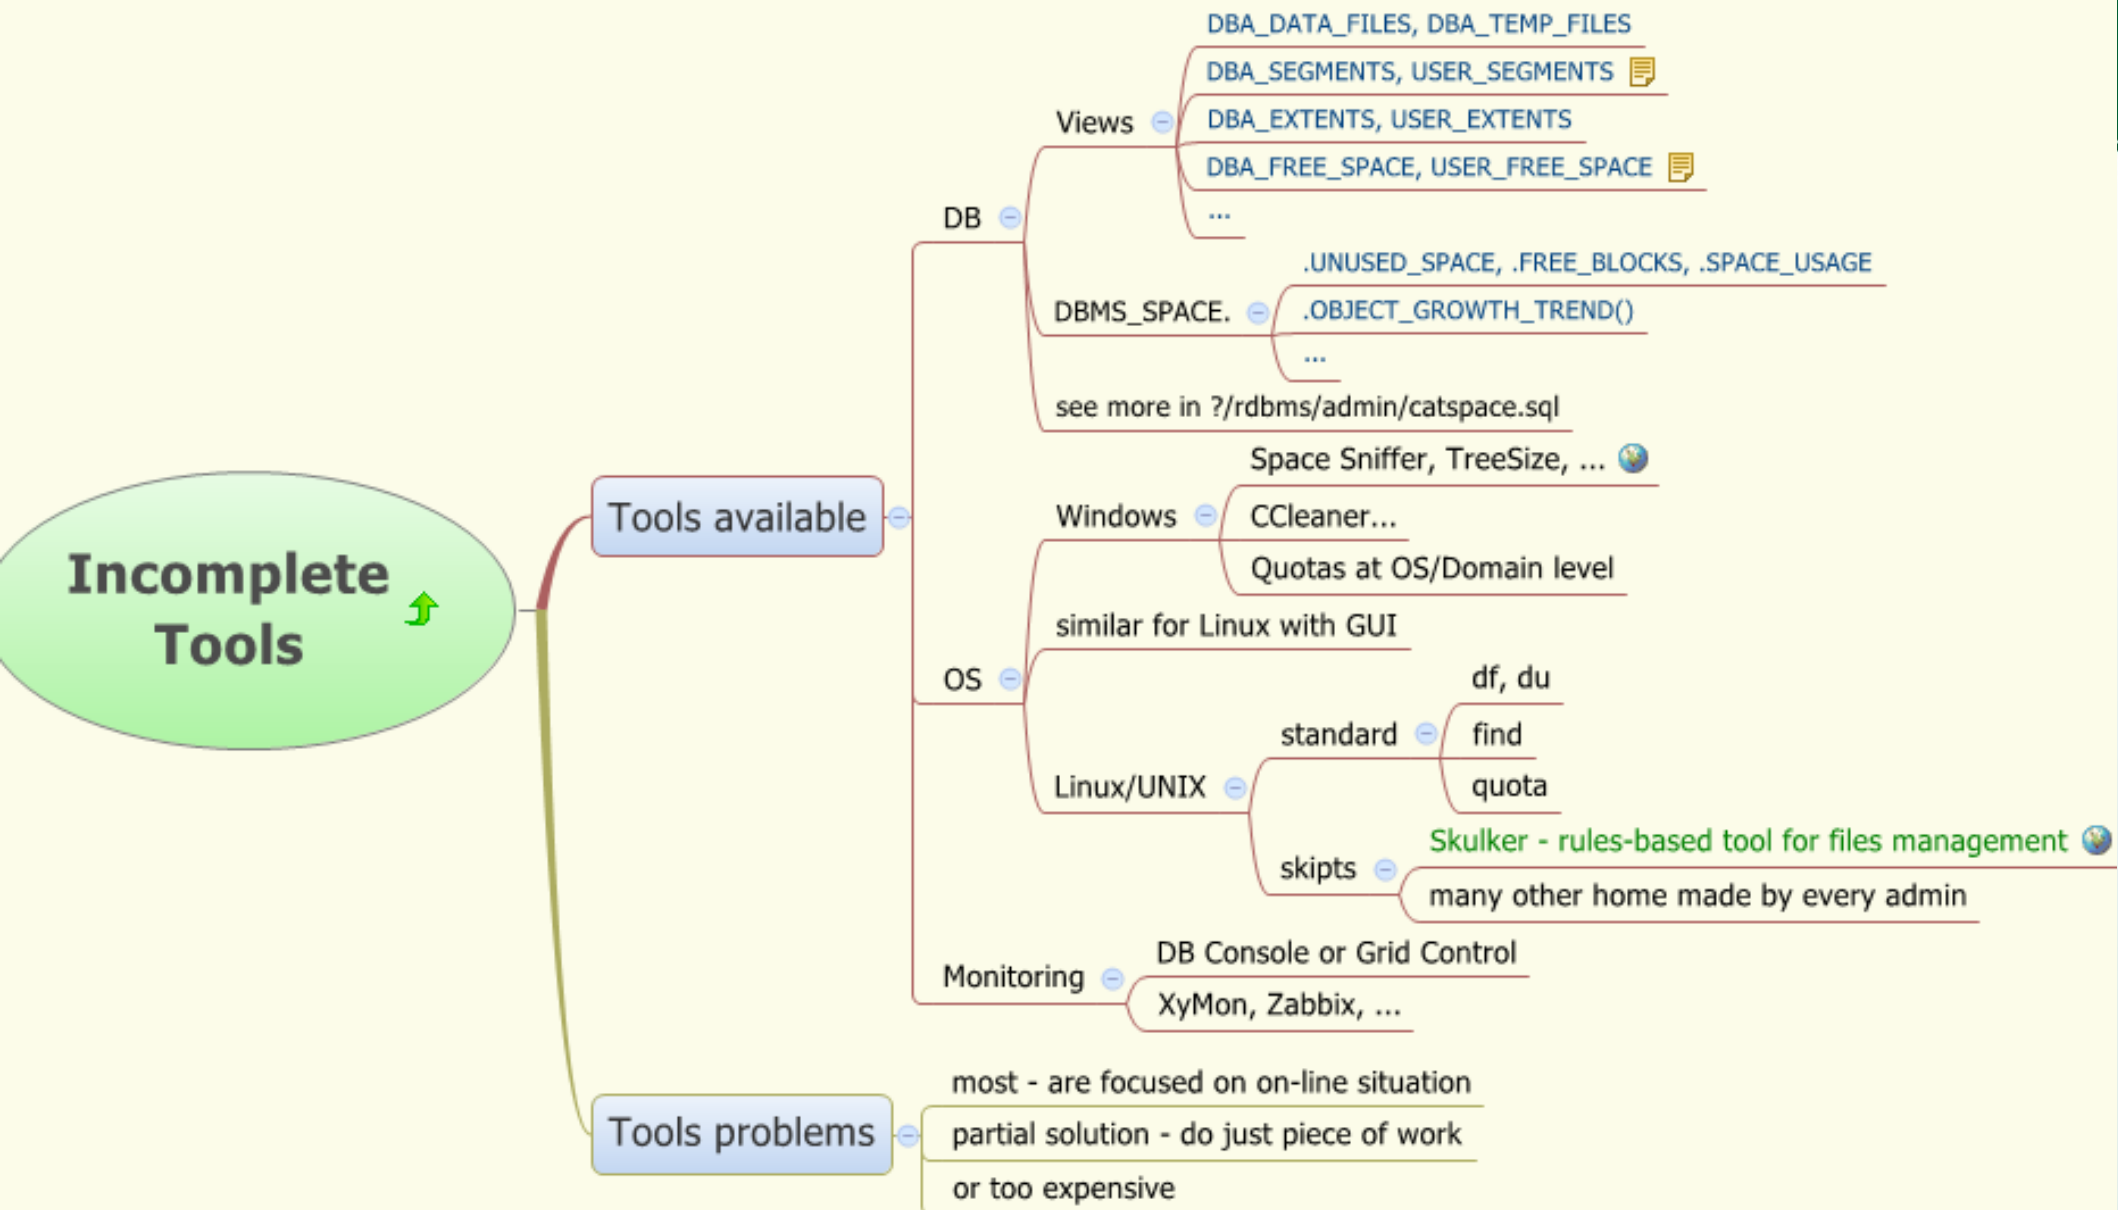 Incomplete
Tools
Tools available
DB
Views
DBA_DATA_FILES, DBA_TEMP_FILES
DBA_SEGMENTS, USER_SEGMENTS
DBA_EXTENTS, USER_EXTENTS
DBA_FREE_SPACE, USER_FREE_SPACE
...
DBMS_SPACE.
.UNUSED_SPACE, .FREE_BLOCKS, .SPACE_USAGE
.OBJECT_GROWTH_TREND()
...
see more in ?/rdbms/admin/catspace.sql
OS
Windows
Space Sniffer, TreeSize, ...
CCleaner...
Quotas at OS/Domain level
similar for Linux with GUI
Linux/UNIX
standard
df, du
find
quota
skipts
Skulker - rules-based tool for files management
many other home made by every admin
Monitoring
DB Console or Grid Control
XyMon, Zabbix, ...
Tools problems
most - are focused on on-line situation
partial solution - do just piece of work
or too expensive